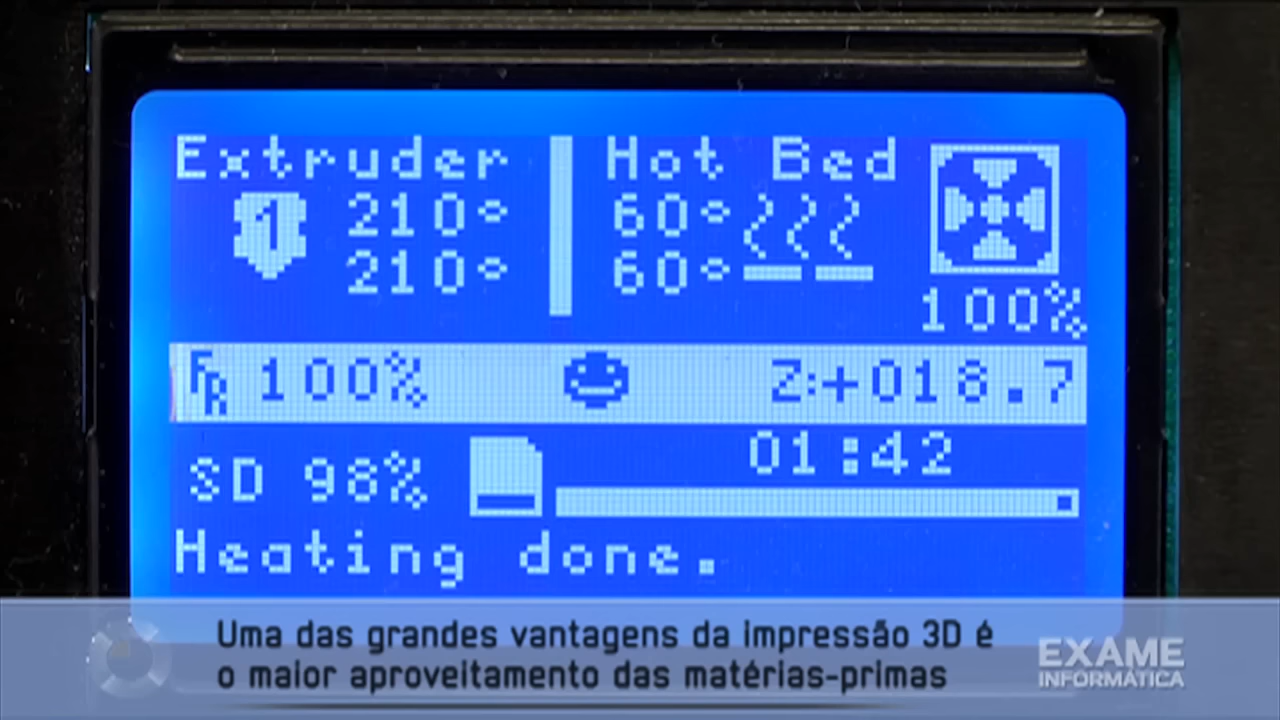 Extruder Hot Bed
1 210° 60°
210° 60°
100%
FR 100% Z:+018.7
01:42
SD 98%
Heating done.
Uma das grandes vantagens da impressão 3D é
o maior aproveitamento das matérias-primas
EXAME
INFORMÁTICA